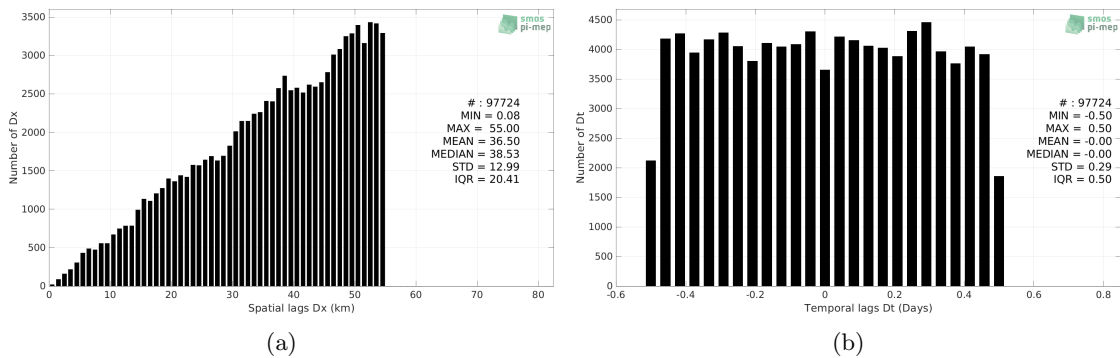 3500
3000
2500
2000
1500
1000
500
0
Number of Dx
0 10 20 30 40 50 60 70 80
Spatial lags Dx (km)
smos
pi-mep
# : 97724
MIN = 0.08
MAX = 55.00
MEAN = 36.50
MEDIAN = 38.53
STD = 12.99
IQR = 20.41
(a)
4500
4000
3500
3000
2500
2000
1500
1000
500
0
Number of Dt
-0.6 -0.4 -0.2 0 0.2 0.4 0.6 0.8
Temporal lags Dt (Days)
smos
pi-mep
# : 97724
MIN = -0.50
MAX = 0.50
MEAN = -0.00
MEDIAN = -0.00
STD = 0.29
IQR = 0.50
(b)